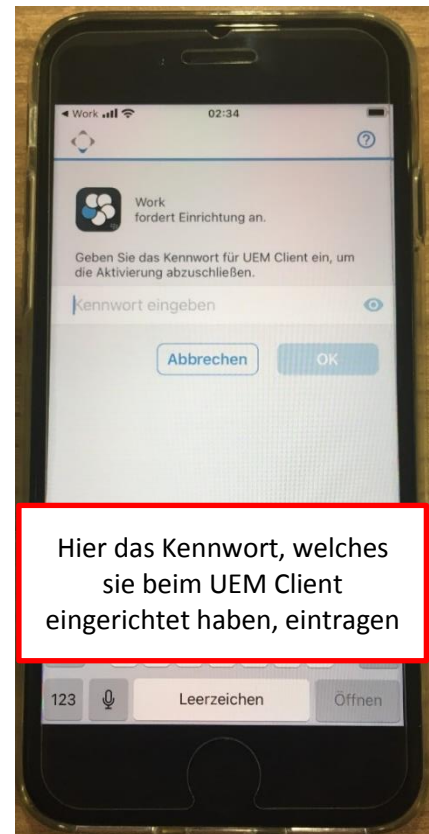 ◀ Work
02:34
Work
fordert Einrichtung an.
Geben Sie das Kennwort für UEM Client ein, um
die Aktivierung abzuschließen.
Kennwort eingeben
Abbrechen OK
Hier das Kennwort, welches
sie beim UEM Client
eingerichtet haben, eintragen
123 Leerzeichen Öffnen